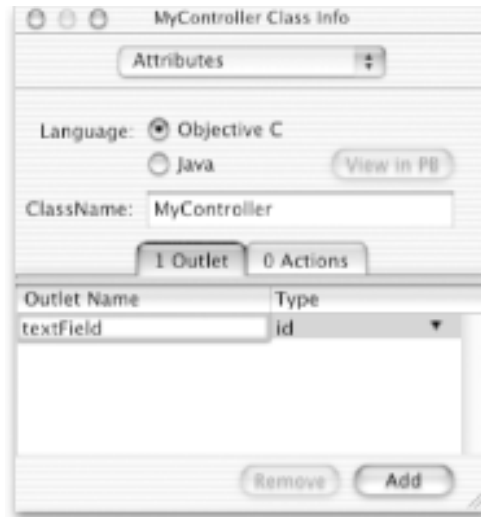 MyController Class Info
Attributes
Language: Objective C
Java View in PB
ClassName: MyController
1 Outlet 0 Actions
Outlet Name Type
textField id
Remove Add